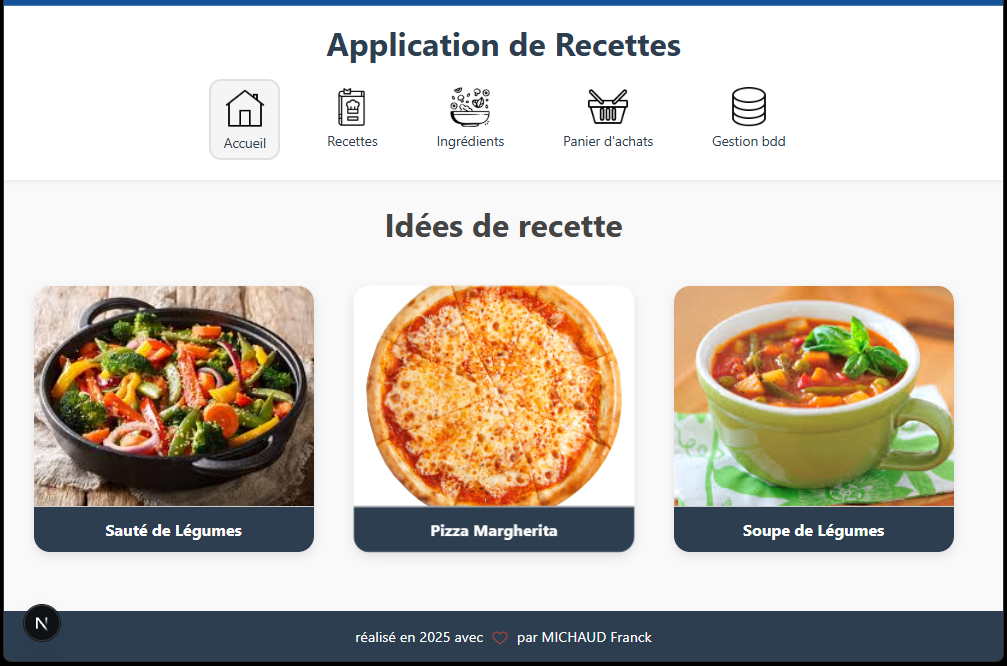 Application de Recettes
Accueil
Recettes
Ingrédients
Panier d'achats
Gestion bdd
Idées de recette
Sauté de Légumes
Pizza Margherita
Soupe de Légumes
N
réalisé en 2025 avec par MICHAUD Franck